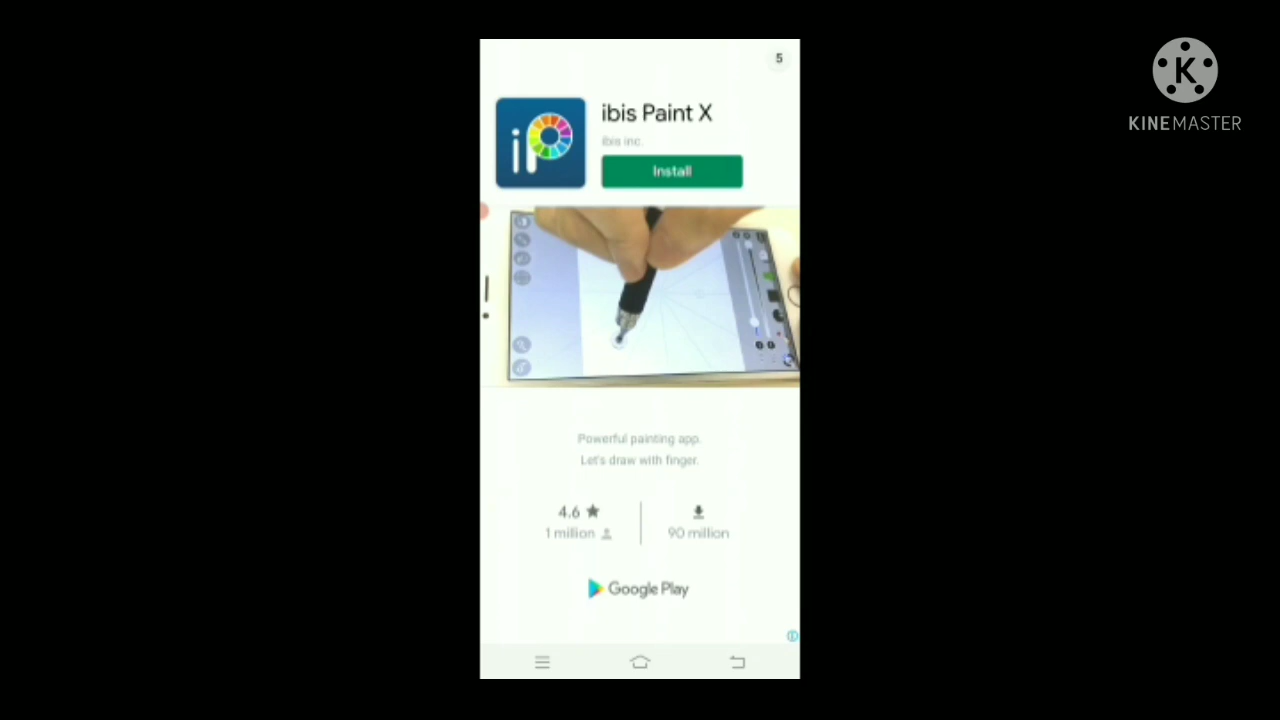 5
ibis Paint X
ibis inc.
Install
Powerful painting app.
Let's draw with finger.
4.6 ★
1 million
90 million
Google Play
K
KINEMASTER
iP